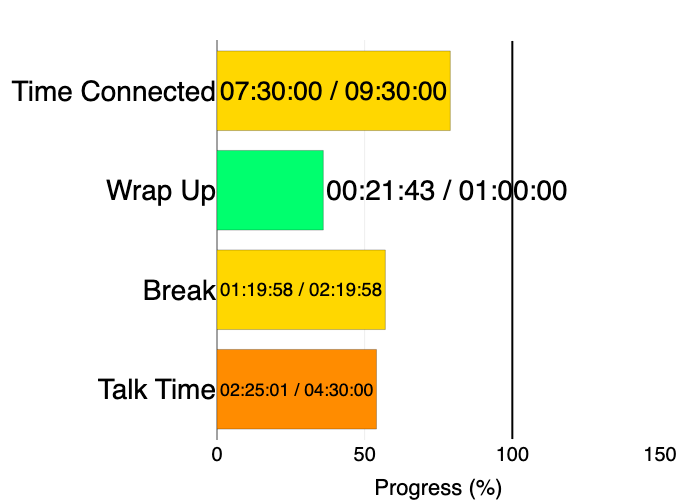 Time Connected 07:30:00 / 09:30:00
Wrap Up 00:21:43 / 01:00:00
Break 01:19:58 / 02:19:58
Talk Time 02:25:01 / 04:30:00
0 50 100 150
Progress (%)